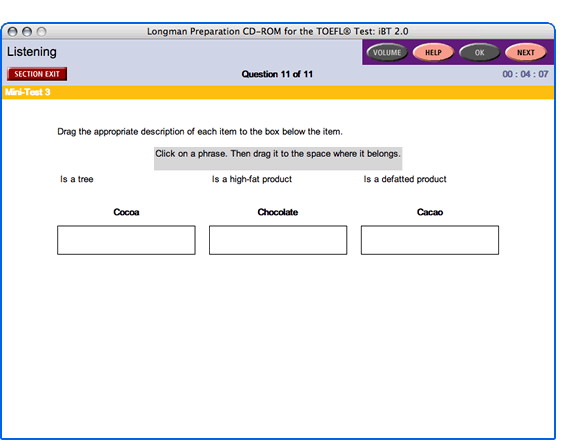 Longman Preparation CD-ROM for the TOEFL® Test: iBT 2.0
Listening
VOLUME HELP OK NEXT
SECTION EXIT Question 11 of 11 00 : 04 : 07
Mini-Test 3
Drag the appropriate description of each item to the box below the item.
Click on a phrase. Then drag it to the space where it belongs.
Is a tree Is a high-fat product Is a defatted product
Cocoa Chocolate Cacao